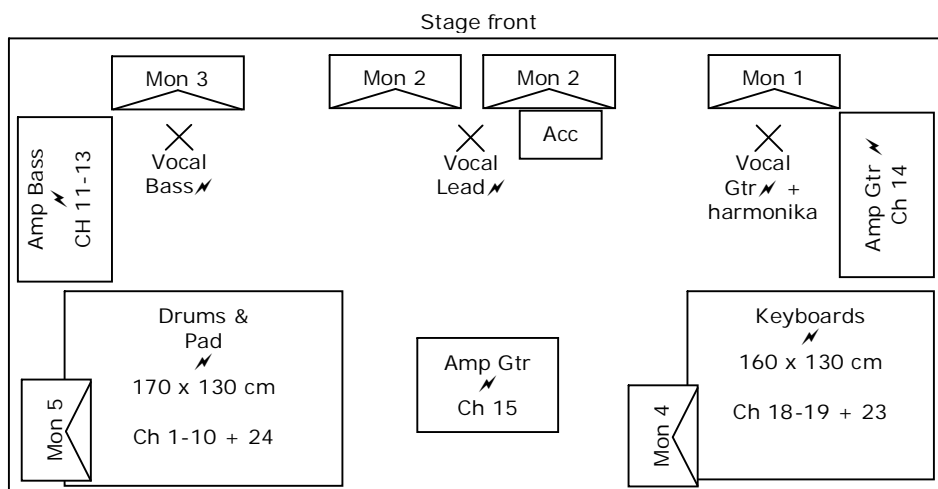 Stage front
Mon 3
Mon 2
Mon 2
Mon 1
Acc
Vocal
Bass
Vocal
Lead
Vocal
Gtr +
harmonika
Amp Bass
CH 11-13
Amp Gtr
Ch 14
Drums &
Pad
170 x 130 cm
Ch 1-10 + 24
Mon 5
Amp Gtr
Ch 15
Keyboards
160 x 130 cm
Ch 18-19 + 23
Mon 4